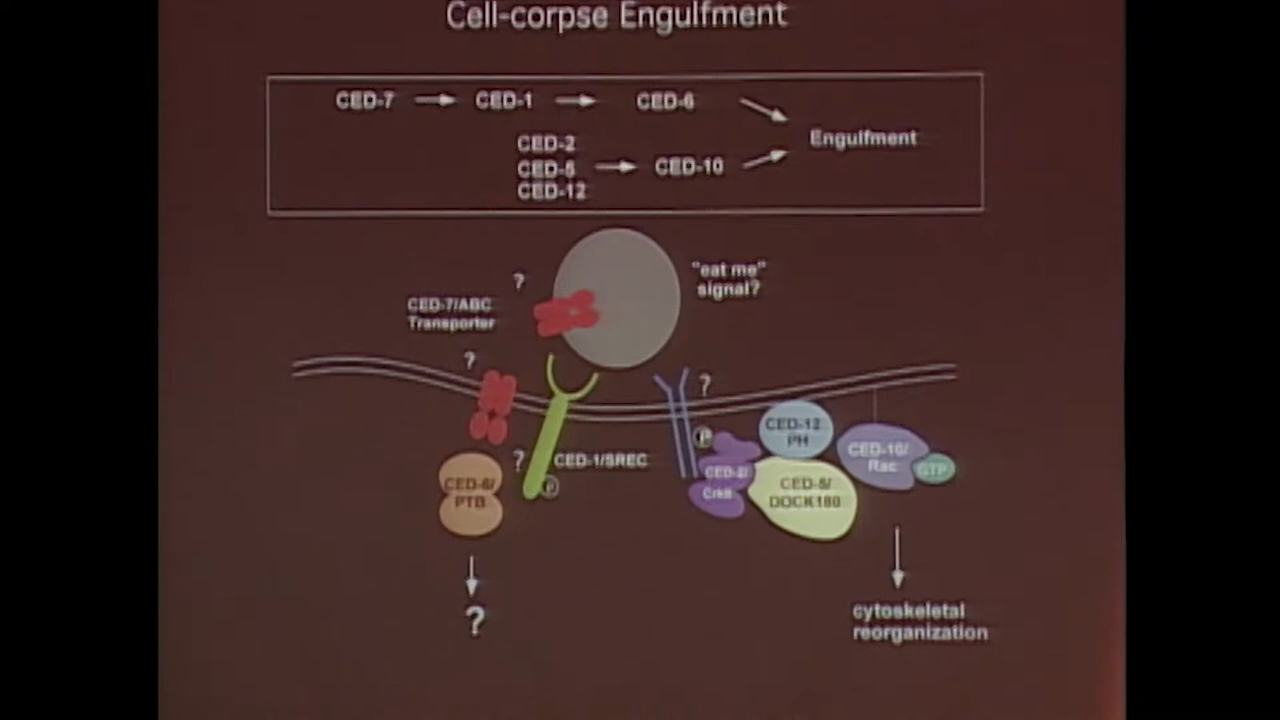 Cell-corpse Engulfment
CED-7 → CED-1 → CED-6
Engulfment
CED-2
CED-5 → CED-10
CED-12
?
"eat me"
signal?
CED-7/ABC
Transporter
?
?
P
CED-12
PH
CED-10/
Rac
GTP
?
CED-1/SREC
CED-2/
CrkII
CED-5/
DOCK180
CED-6/
PTB
P
?
cytoskeletal
reorganization